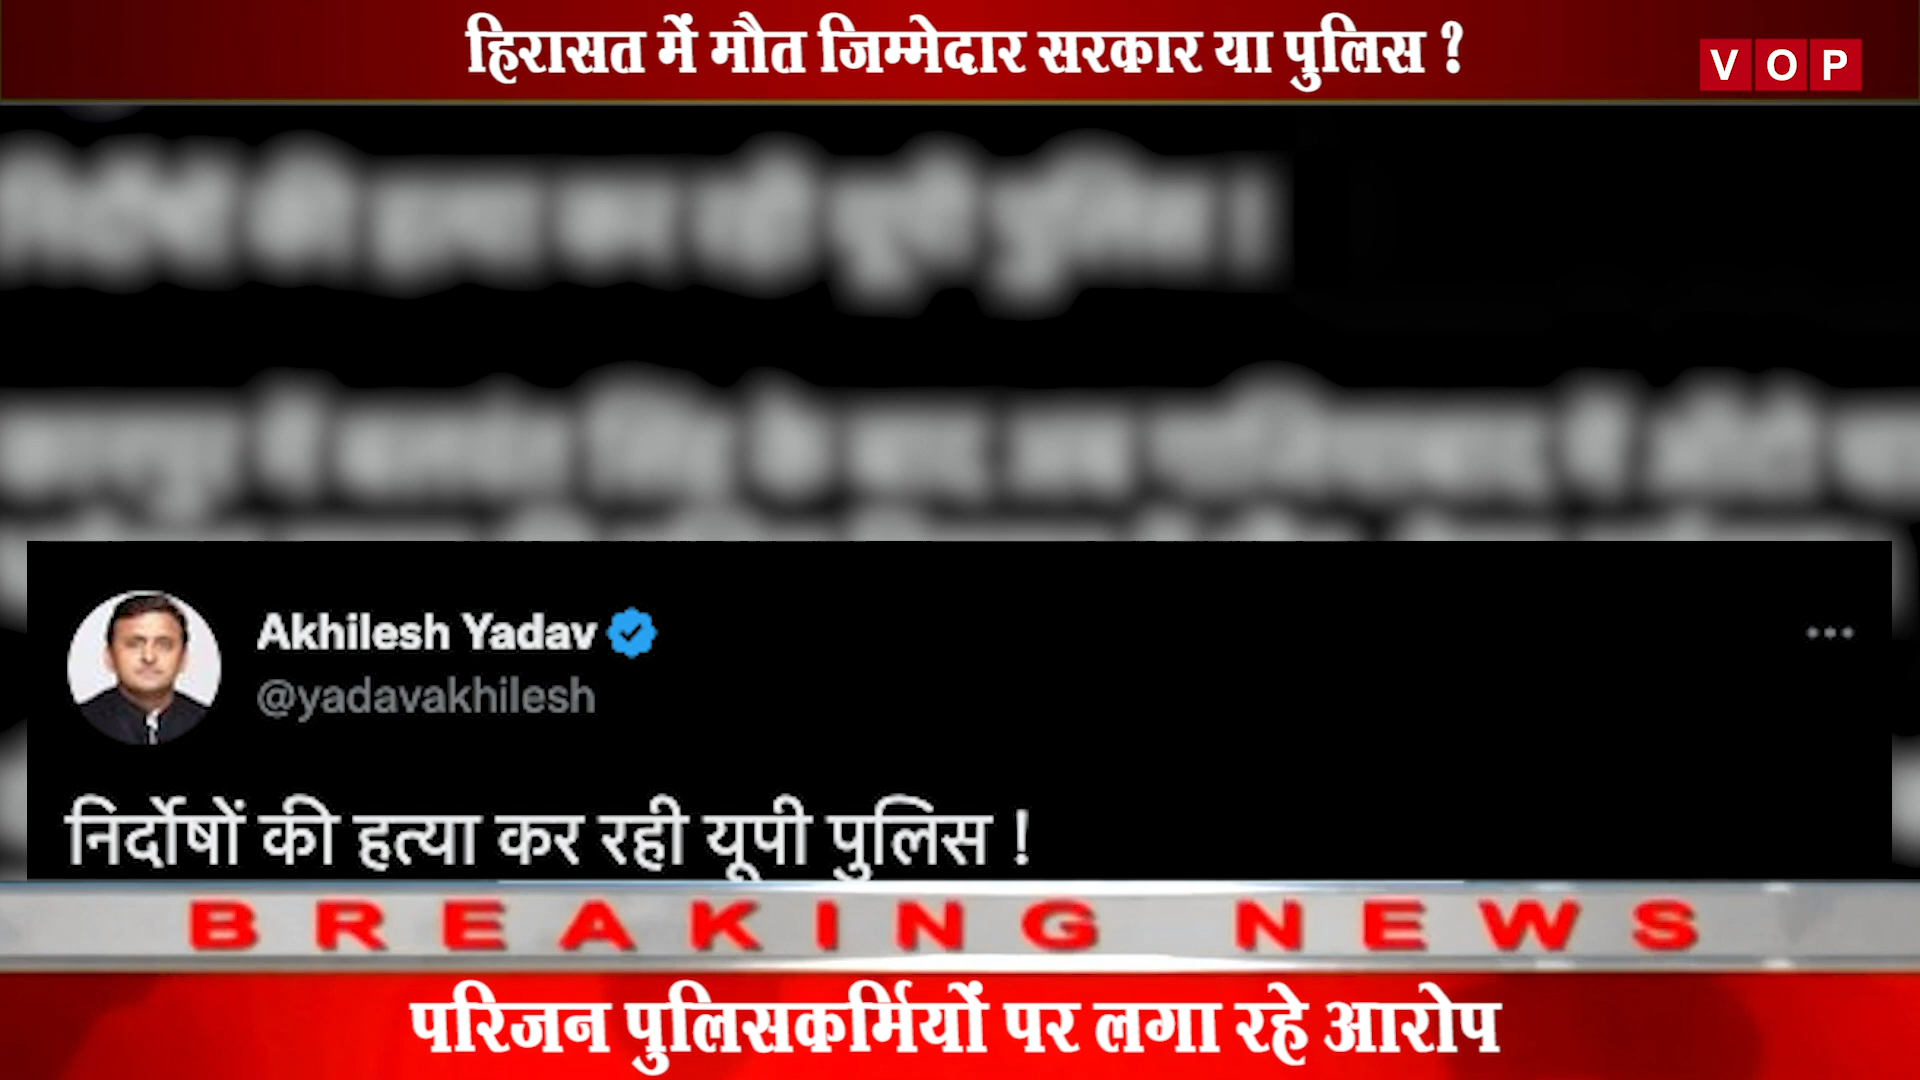 हिरासत में मौत जिम्मेदार सरकार या पुलिस ?
VOP
Akhilesh Yadav
@yadavakhilesh
निर्दोषों की हत्या कर रही यूपी पुलिस !
BREAKING NEWS
परिजन पुलिसकर्मियों पर लगा रहे आरोप